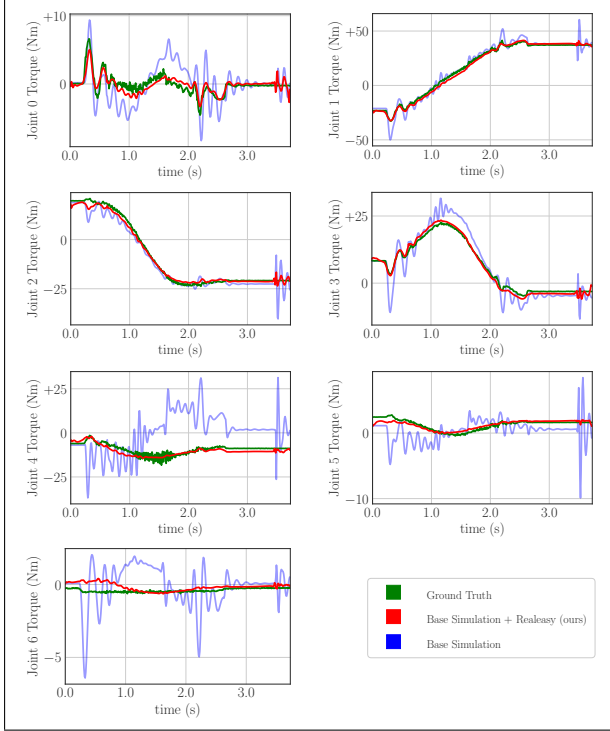 +10
0
Joint 0 Torque (Nm)
0.0 1.0 2.0 3.0
time (s)
+50
0
−50
Joint 1 Torque (Nm)
0.0 1.0 2.0 3.0
time (s)
0
−25
Joint 2 Torque (Nm)
0.0 1.0 2.0 3.0
time (s)
+25
0
Joint 3 Torque (Nm)
0.0 1.0 2.0 3.0
time (s)
+25
0
−25
Joint 4 Torque (Nm)
0.0 1.0 2.0 3.0
time (s)
0
−10
Joint 5 Torque (Nm)
0.0 1.0 2.0 3.0
time (s)
0
−5
Joint 6 Torque (Nm)
0.0 1.0 2.0 3.0
time (s)
Ground Truth
Base Simulation + Realeasy (ours)
Base Simulation